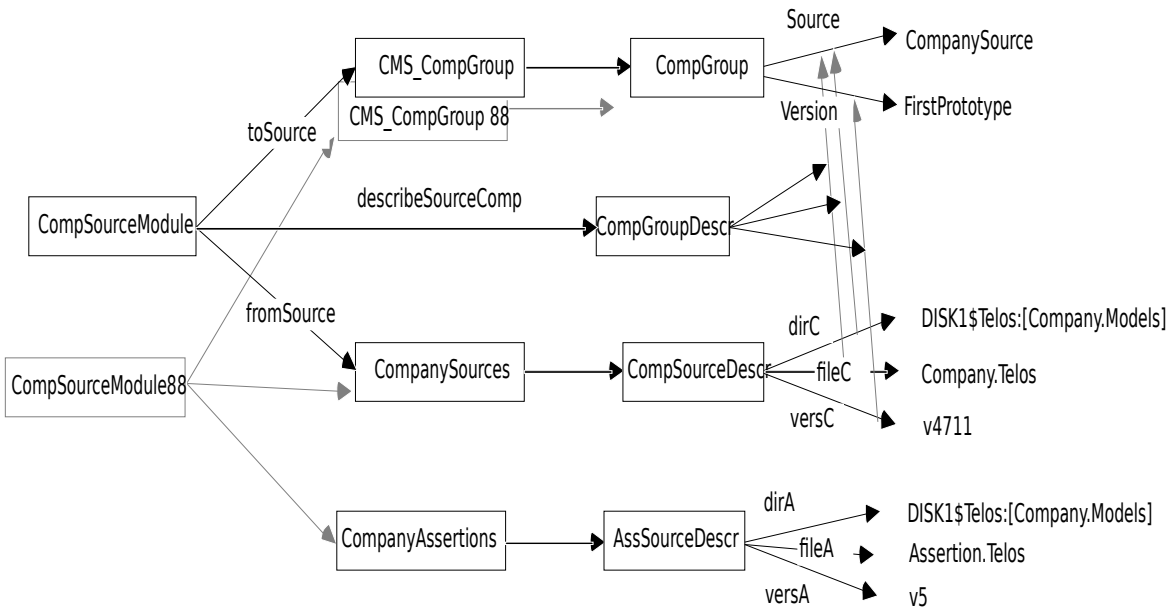 Source
CMS_CompGroup
CompGroup
CompanySource
CMS_CompGroup 88
Version
FirstPrototype
toSource
describeSourceComp
CompSourceModule
CompGroupDescr
fromSource
dirC
DISK1$Telos:[Company.Models]
CompSourceModule88
CompanySources
CompSourceDescr
fileC
Company.Telos
versC
v4711
dirA
DISK1$Telos:[Company.Models]
CompanyAssertions
AssSourceDescr
fileA
Assertion.Telos
versA
v5